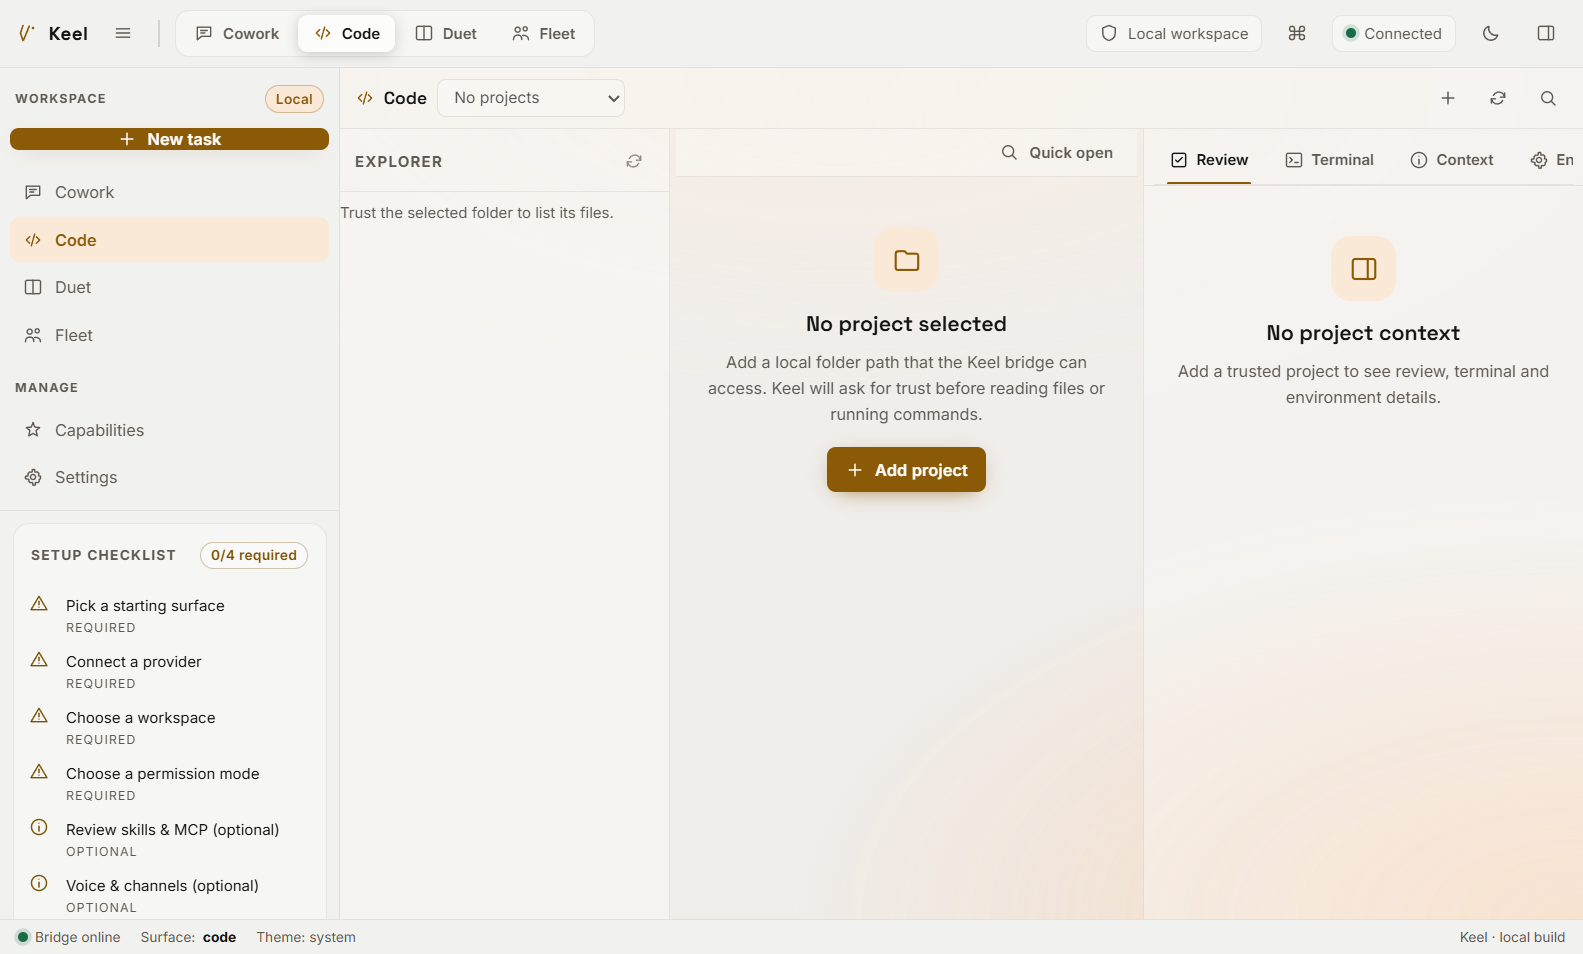 Keel
Cowork
Code
Duet
Fleet
Local workspace
Connected
WORKSPACE
Local
New task
Cowork
Code
Duet
Fleet
MANAGE
Capabilities
Settings
SETUP CHECKLIST
0/4 required
Pick a starting surface
REQUIRED
Connect a provider
REQUIRED
Choose a workspace
REQUIRED
Choose a permission mode
REQUIRED
Review skills & MCP (optional)
OPTIONAL
Voice & channels (optional)
OPTIONAL
Code
No projects
EXPLORER
Trust the selected folder to list its files.
Quick open
No project selected
Add a local folder path that the Keel bridge can
access. Keel will ask for trust before reading files or
running commands.
Add project
Review
Terminal
Context
En
No project context
Add a trusted project to see review, terminal and
environment details.
Bridge online
Surface: code
Theme: system
Keel · local build